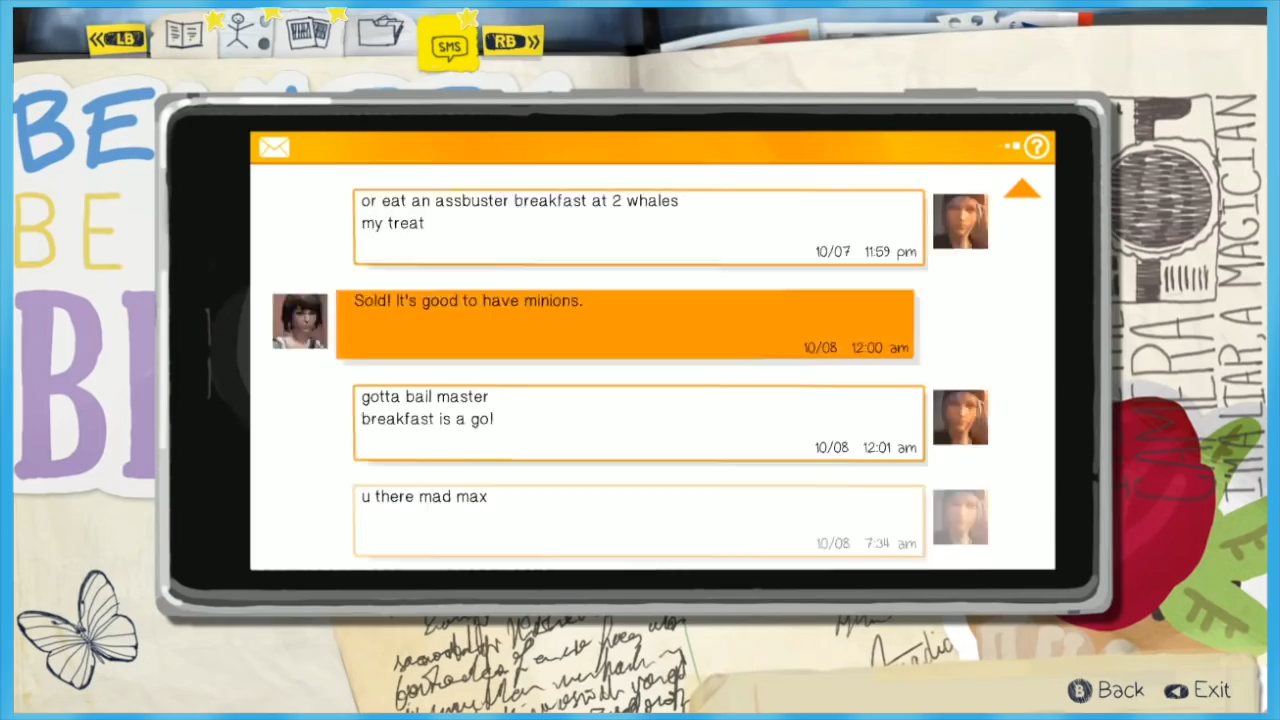 LB
SMS
RB
BE
BE
?
or eat an assbuster breakfast at 2 whales
my treat
10/07 11:59 pm
Sold! It's good to have minions.
10/08 12:00 am
gotta bail master
breakfast is a go!
10/08 12:01 am
u there mad max
10/08 7:34 am
A MAGICIAN
LIAR,
B Back
Exit